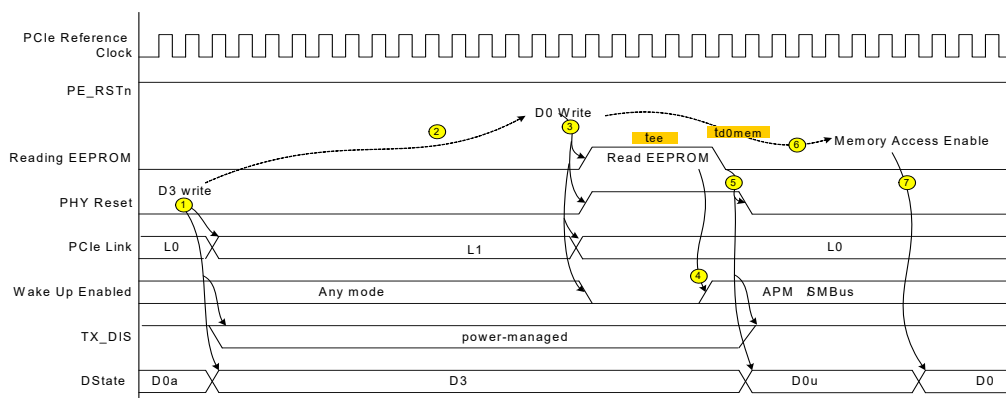 PCIe Reference
Clock
PE_RSTn
D0 Write
2
3
tee
td0mem
6
Memory Access Enable
Reading EEPROM
Read EEPROM
D3 write
5
7
PHY Reset
1
PCIe Link
L0
L1
L0
4
Wake Up Enabled
Any mode
APM /SMBus
TX_DIS
power-managed
DState
D0a
D3
D0u
D0